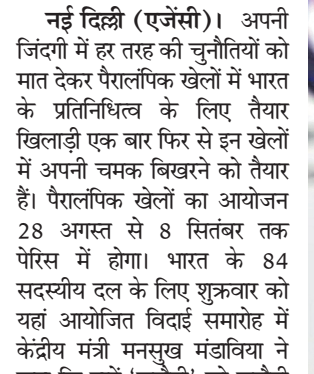 नई दिल्ली (एजेंसी)। अपनी
जिंदगी में हर तरह की चुनौतियों को
मात देकर पैरालंपिक खेलों में भारत
के प्रतिनिधित्व के लिए तैयार
खिलाड़ी एक बार फिर से इन खेलों
में अपनी चमक बिखरने को तैयार
हैं। पैरालंपिक खेलों का आयोजन
28 अगस्त से 8 सितंबर तक
पेरिस में होगा। भारत के 84
सदस्यीय दल के लिए शुक्रवार को
यहां आयोजित विदाई समारोह में
केंद्रीय मंत्री मनसुख मंडाविया ने